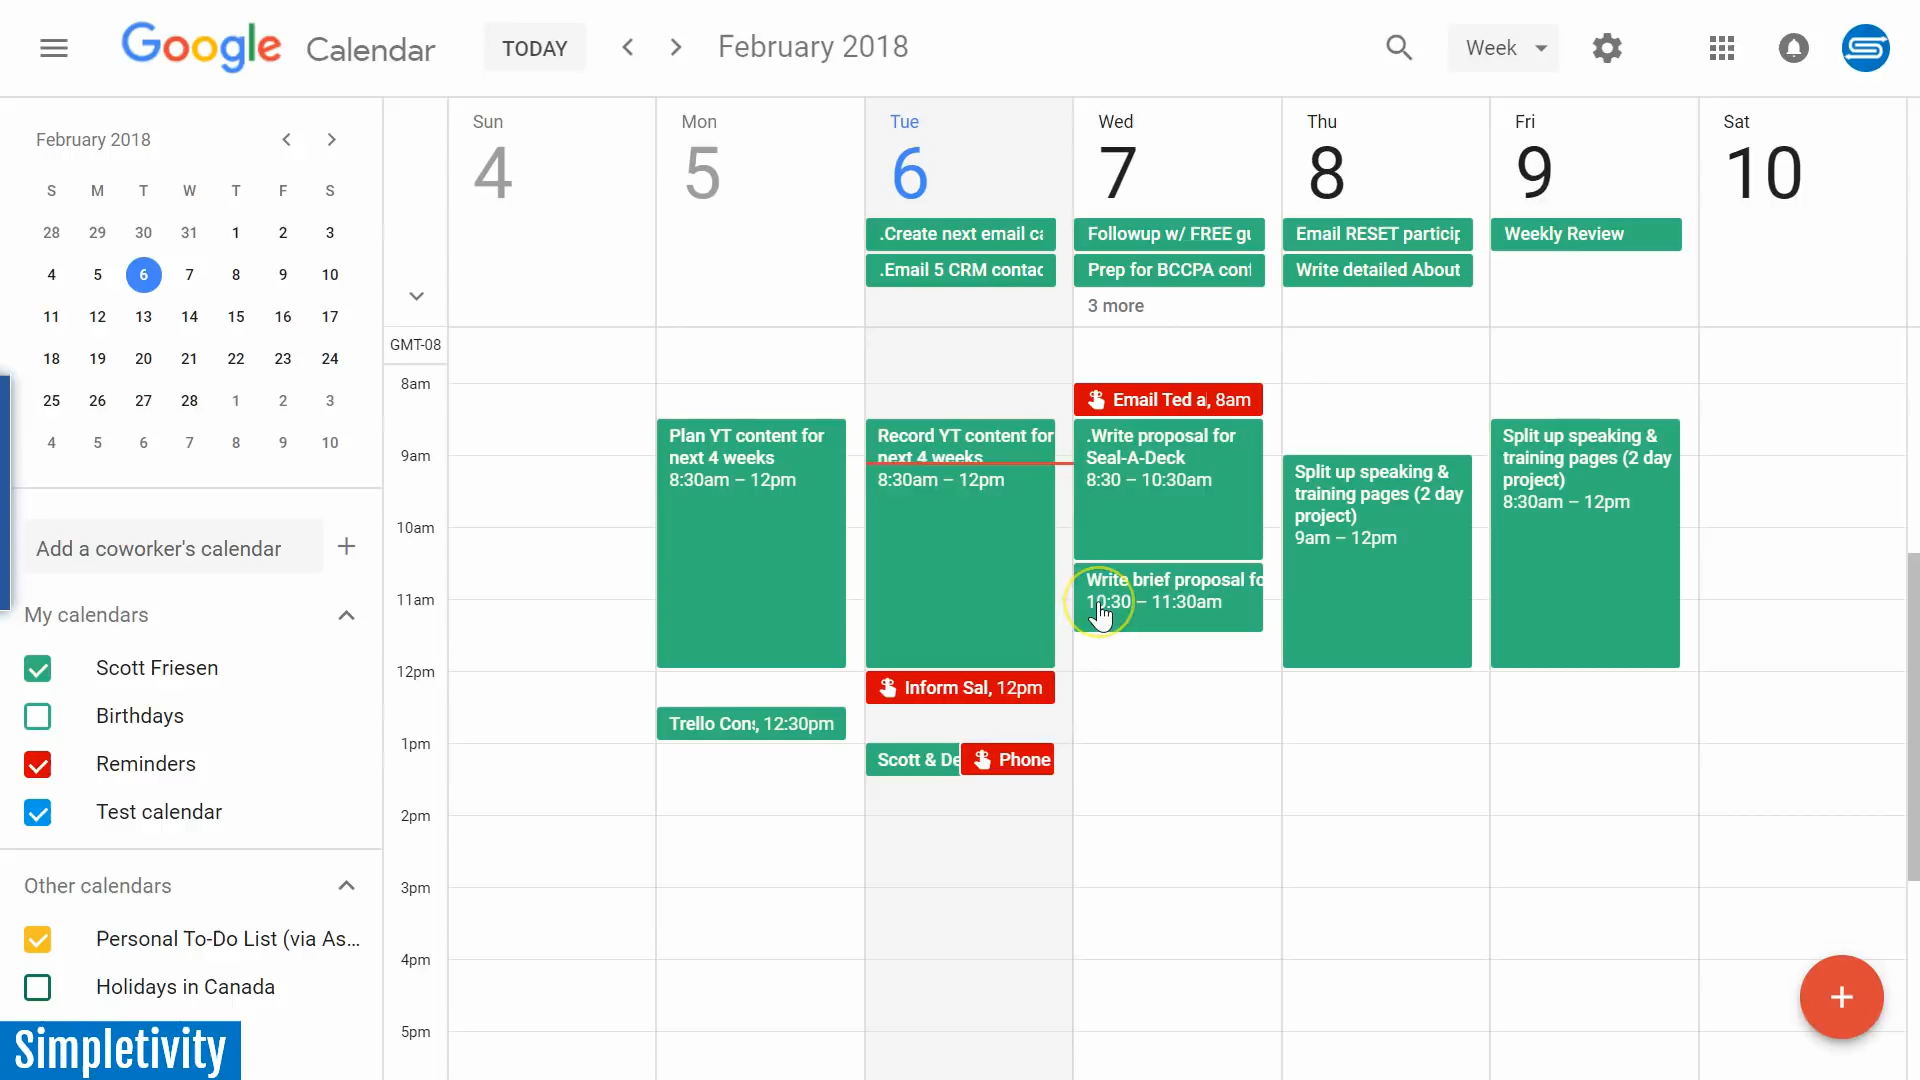 Google Calendar
TODAY
February 2018
Week
February 2018
S M T W T F S
28 29 30 31 1 2 3
4 5 6 7 8 9 10
11 12 13 14 15 16 17
18 19 20 21 22 23 24
25 26 27 28 1 2 3
4 5 6 7 8 9 10
Add a coworker's calendar
My calendars
Scott Friesen
Birthdays
Reminders
Test calendar
Other calendars
Personal To-Do List (via As...
Holidays in Canada
Simpletivity
Sun
4
Mon
5
Tue
6
Wed
7
Thu
8
Fri
9
Sat
10
.Create next email ca
.Email 5 CRM contac
Followup w/ FREE gu
Prep for BCCPA conf
3 more
Email RESET particip
Write detailed About
Weekly Review
GMT-08
8am
9am
10am
11am
12pm
1pm
2pm
3pm
4pm
5pm
Plan YT content for
next 4 weeks
8:30am – 12pm
Trello Cons, 12:30pm
Record YT content for
next 4 weeks
8:30am – 12pm
Inform Sal, 12pm
Scott & De
Phone
Email Ted a, 8am
.Write proposal for
Seal-A-Deck
8:30 – 10:30am
Write brief proposal fo
10:30 – 11:30am
Split up speaking &
training pages (2 day
project)
9am – 12pm
Split up speaking &
training pages (2 day
project)
8:30am – 12pm